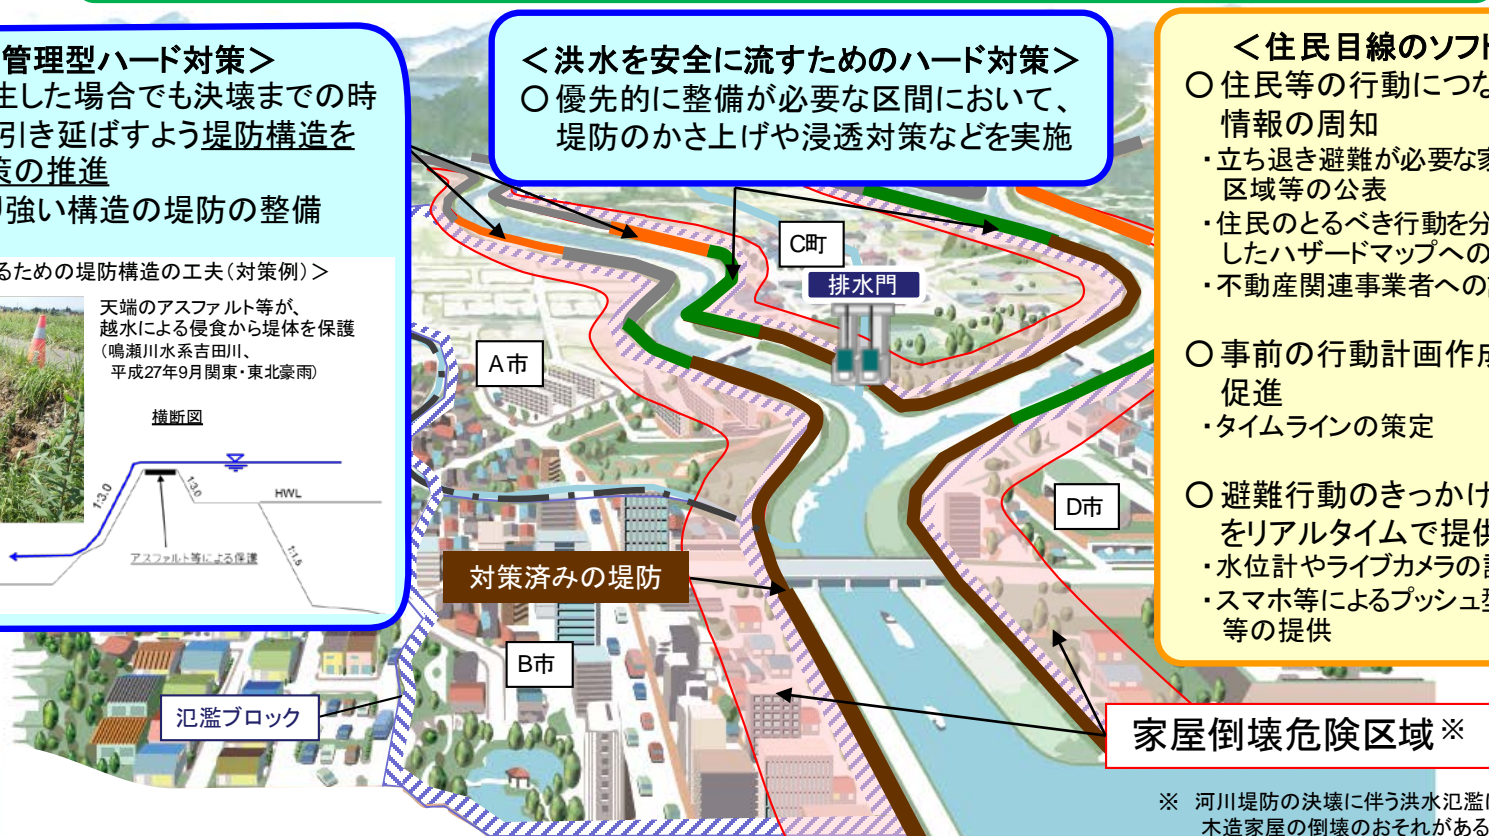 管理型ハード対策＞
生した場合でも決壊までの時
引き延ばすよう堤防構造を
策の推進
り強い構造の堤防の整備
るための堤防構造の工夫（対策例）＞
天端のアスファルト等が、
越水による侵食から堤体を保護
（鳴瀬川水系吉田川、
平成27年9月関東・東北豪雨）
横断図
1:3.0
1:3.0
HWL
1:1.5
アスファルト等による保護
＜洪水を安全に流すためのハード対策＞
○優先的に整備が必要な区間において、
堤防のかさ上げや浸透対策などを実施
＜住民目線のソフ
○住民等の行動につな
情報の周知
・立ち退き避難が必要な家
区域等の公表
・住民のとるべき行動を分
したハザードマップへの
・不動産関連事業者への
○事前の行動計画作成
促進
・タイムラインの策定
○避難行動のきっかけ
をリアルタイムで提供
・水位計やライブカメラの
・スマホ等によるプッシュ型
等の提供
C町
排水門
A市
D市
対策済みの堤防
B市
氾濫ブロック
家屋倒壊危険区域※
※ 河川堤防の決壊に伴う洪水氾濫
木造家屋の倒壊のおそれがある